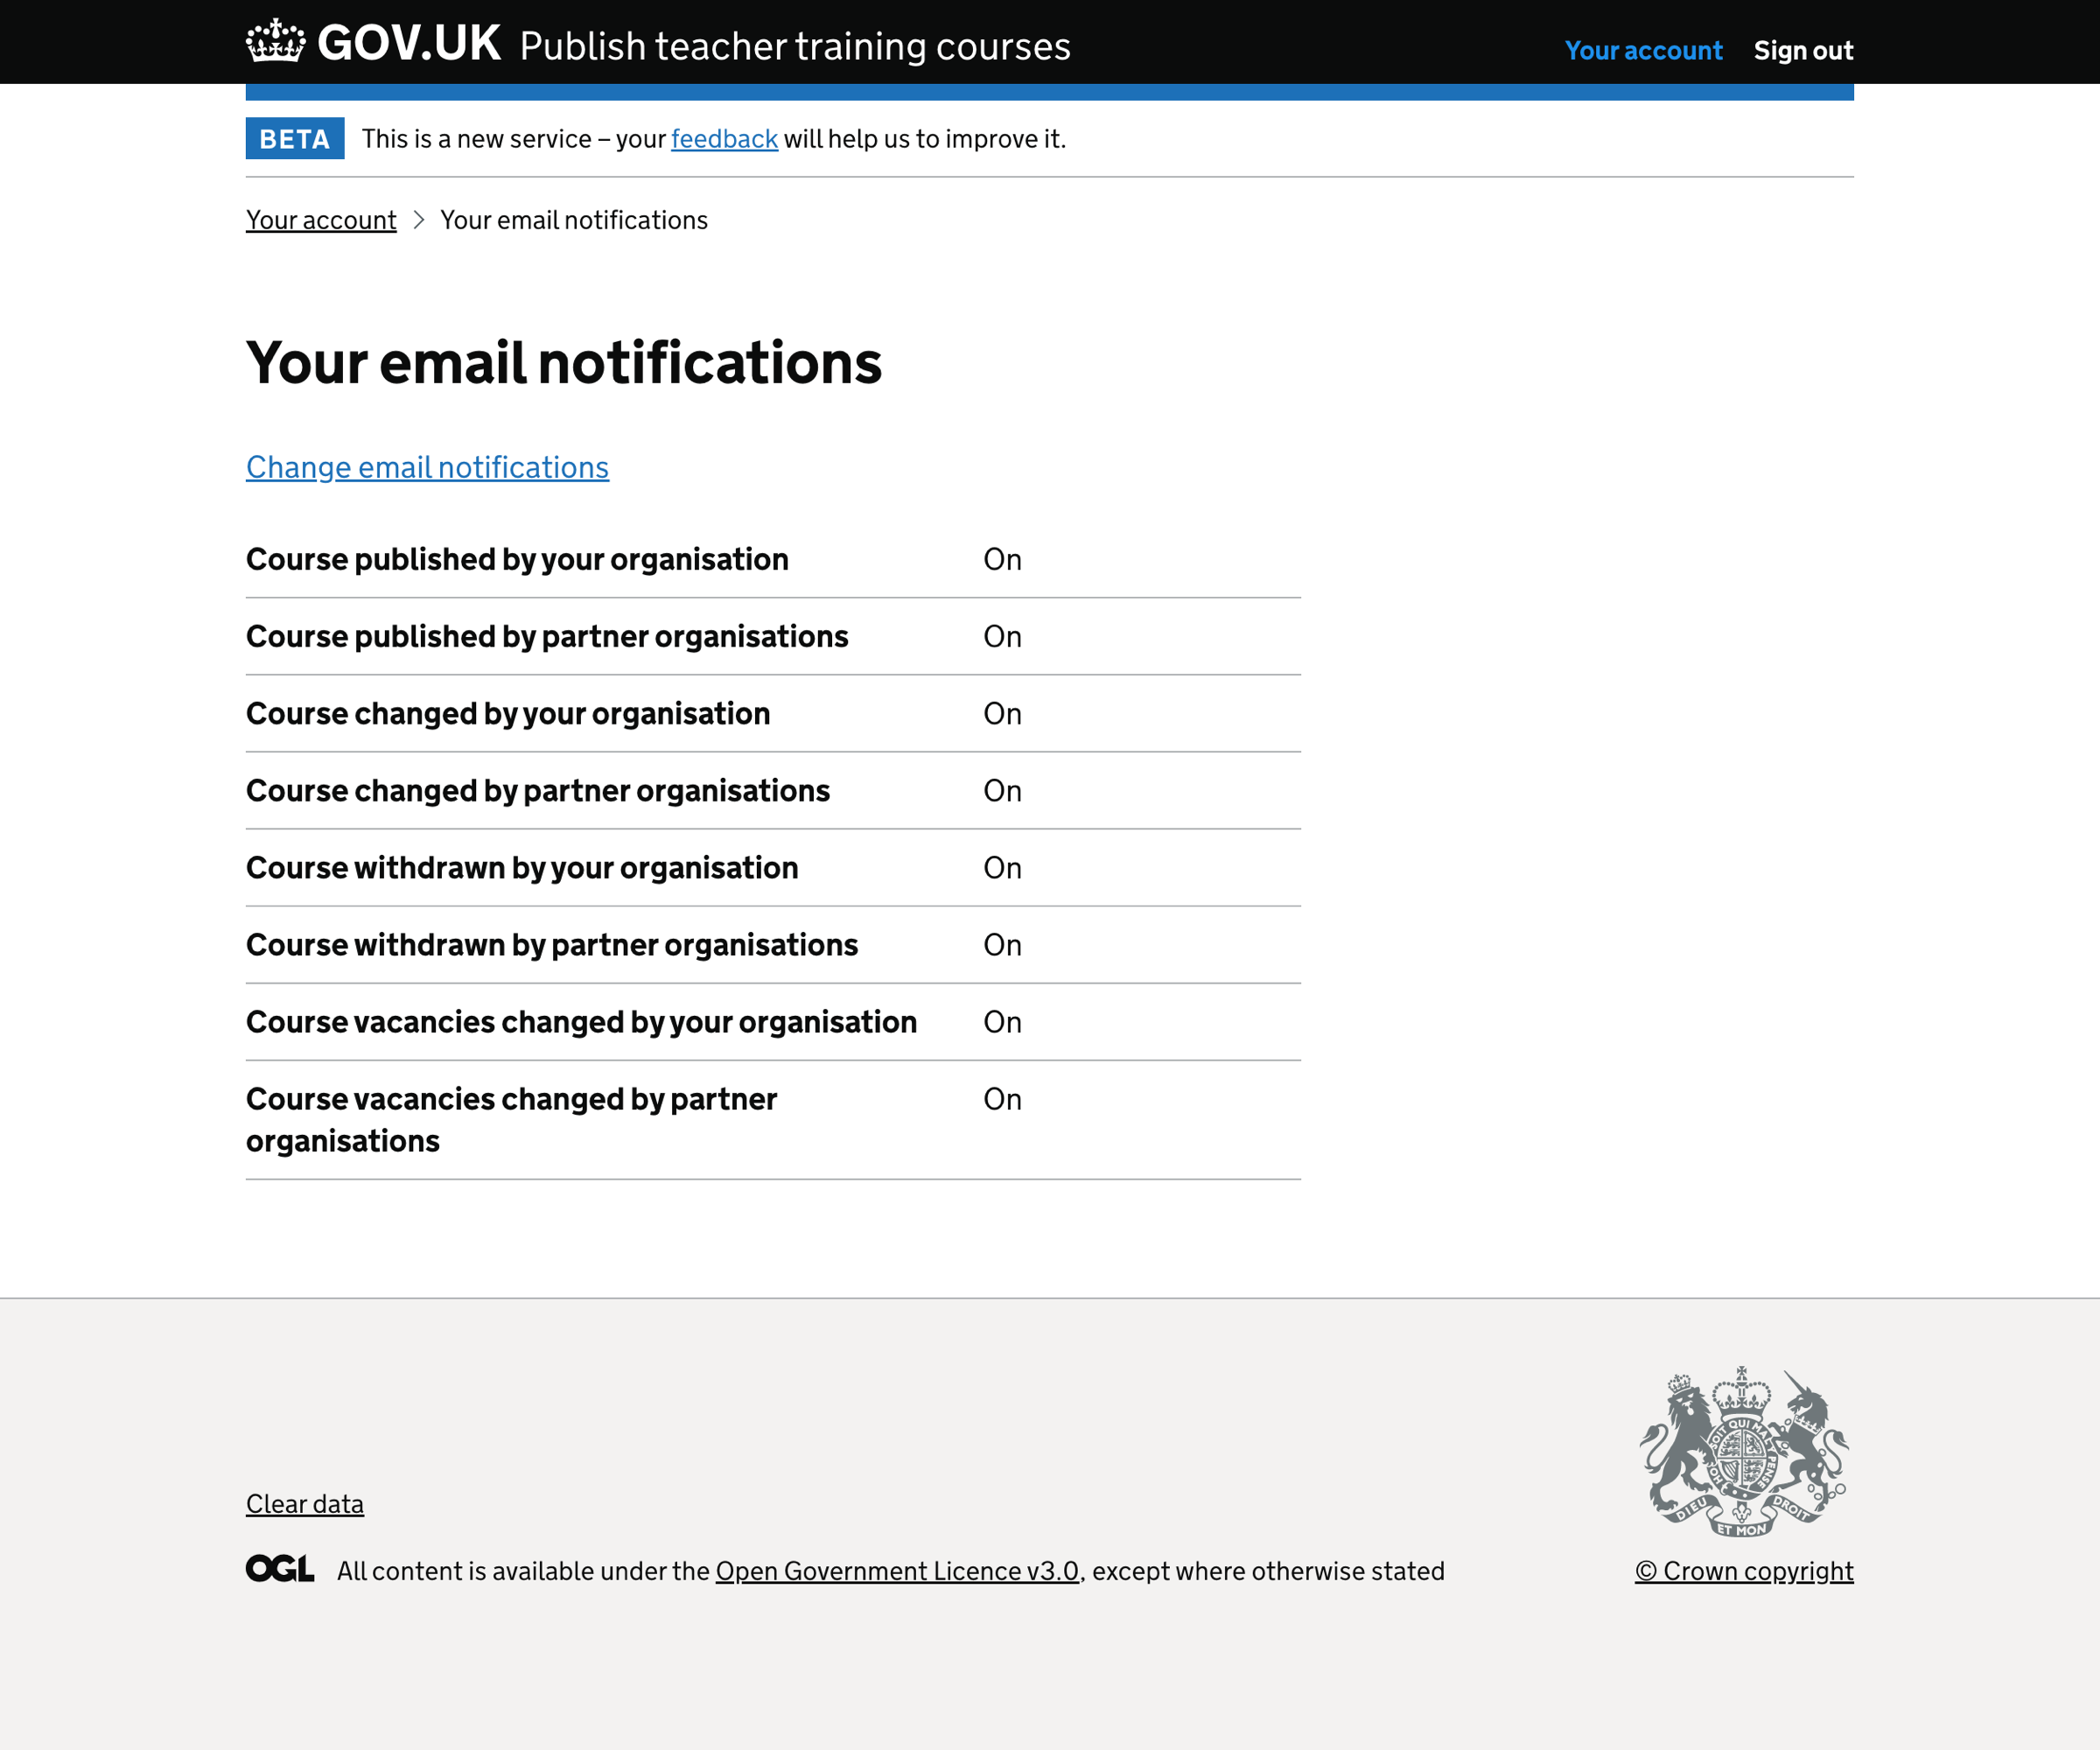 GOV.UK Publish teacher training courses
Your account Sign out
BETA This is a new service – your feedback will help us to improve it.
Your account Your email notifications
Your email notifications
Change email notifications
Course published by your organisation On
Course published by partner organisations On
Course changed by your organisation On
Course changed by partner organisations On
Course withdrawn by your organisation On
Course withdrawn by partner organisations On
Course vacancies changed by your organisation On
Course vacancies changed by partner On
organisations
SOIT QUI MAL Y PENSE
HO
DIEU ET MON DROIT
Clear data
OGL All content is available under the Open Government Licence v3.0, except where otherwise stated
© Crown copyright